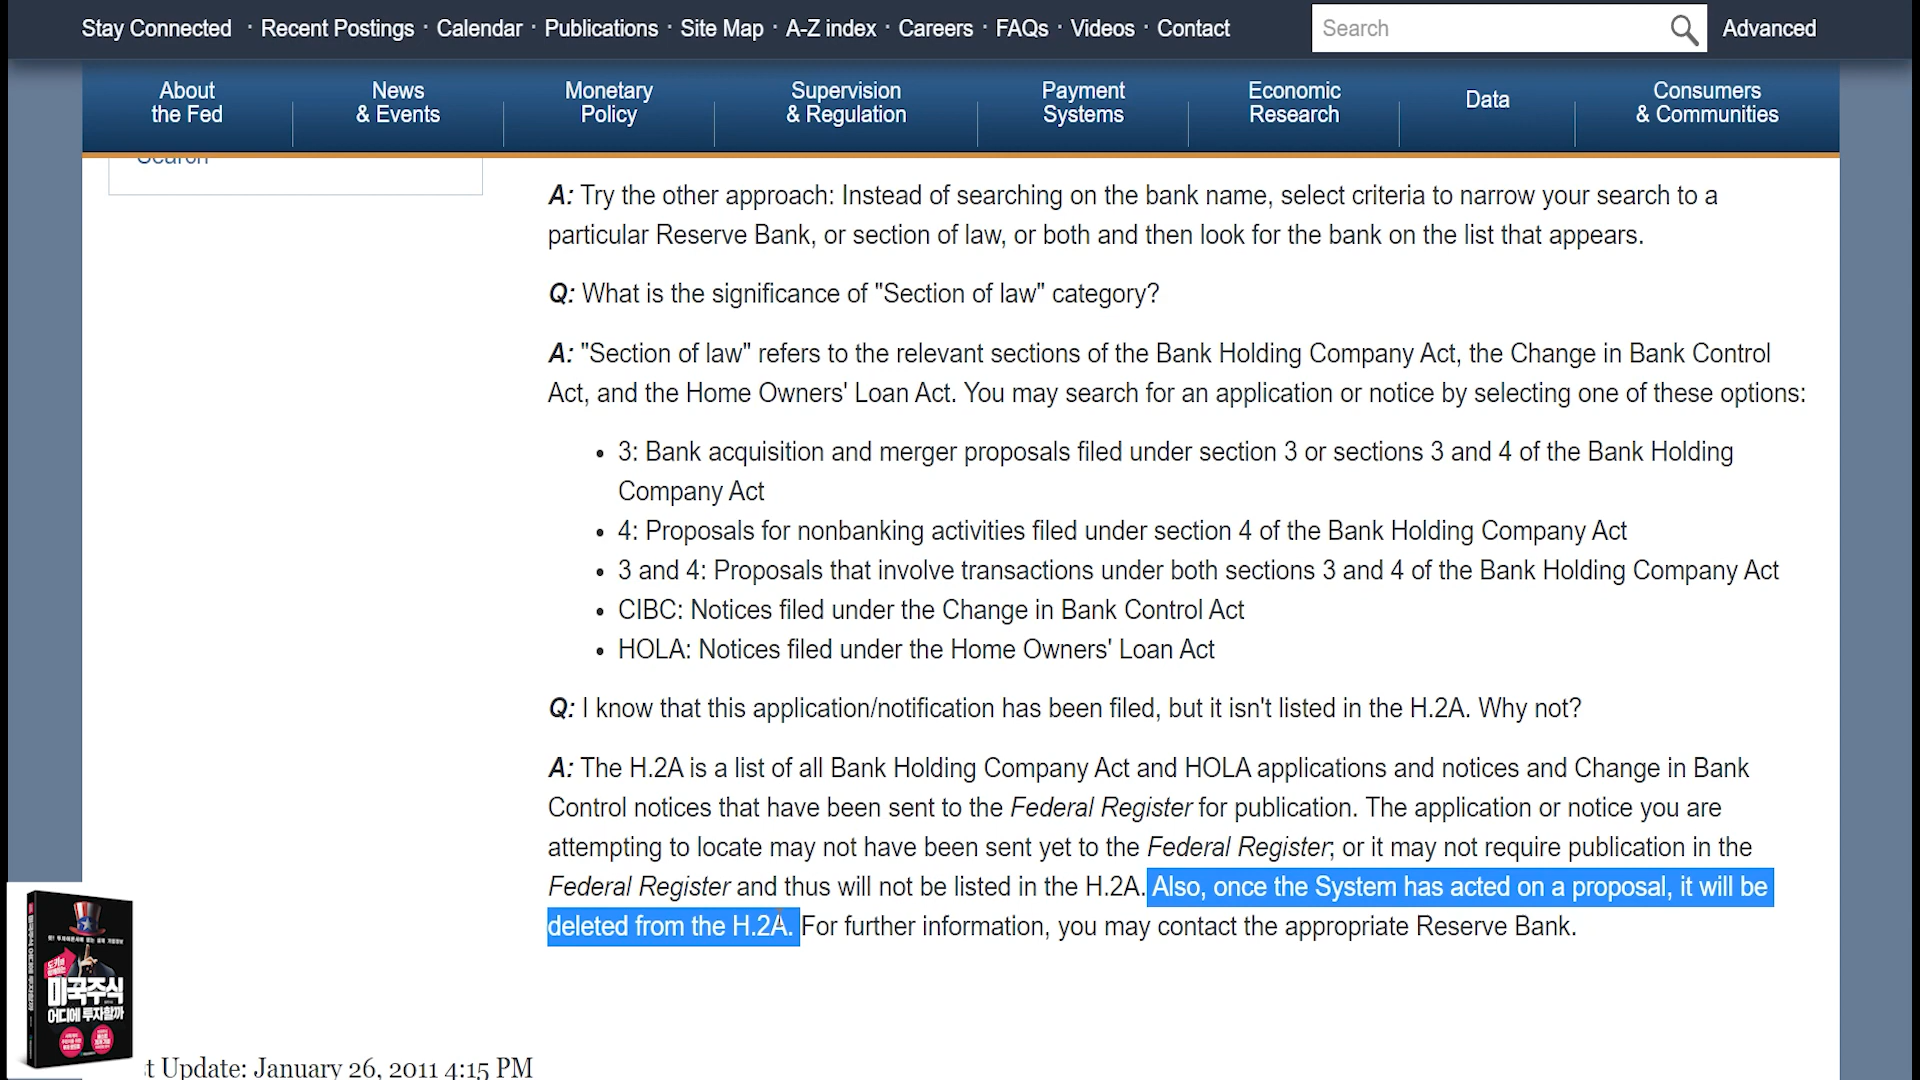 Stay Connected · Recent Postings · Calendar · Publications · Site Map · A-Z index · Careers · FAQs · Videos · Contact
Search
Advanced
About
the Fed
News
& Events
Monetary
Policy
Supervision
& Regulation
Payment
Systems
Economic
Research
Data
Consumers
& Communities
Search
A: Try the other approach: Instead of searching on the bank name, select criteria to narrow your search to a
particular Reserve Bank, or section of law, or both and then look for the bank on the list that appears.
Q: What is the significance of "Section of law" category?
A: "Section of law" refers to the relevant sections of the Bank Holding Company Act, the Change in Bank Control
Act, and the Home Owners' Loan Act. You may search for an application or notice by selecting one of these options:
• 3: Bank acquisition and merger proposals filed under section 3 or sections 3 and 4 of the Bank Holding
Company Act
• 4: Proposals for nonbanking activities filed under section 4 of the Bank Holding Company Act
• 3 and 4: Proposals that involve transactions under both sections 3 and 4 of the Bank Holding Company Act
• CIBC: Notices filed under the Change in Bank Control Act
• HOLA: Notices filed under the Home Owners' Loan Act
Q: I know that this application/notification has been filed, but it isn't listed in the H.2A. Why not?
A: The H.2A is a list of all Bank Holding Company Act and HOLA applications and notices and Change in Bank
Control notices that have been sent to the Federal Register for publication. The application or notice you are
attempting to locate may not have been sent yet to the Federal Register; or it may not require publication in the
Federal Register and thus will not be listed in the H.2A. Also, once the System has acted on a proposal, it will be
deleted from the H.2A. For further information, you may contact the appropriate Reserve Bank.
미국주식
어디에 투자할까
t Update: January 26, 2011 4:15 PM